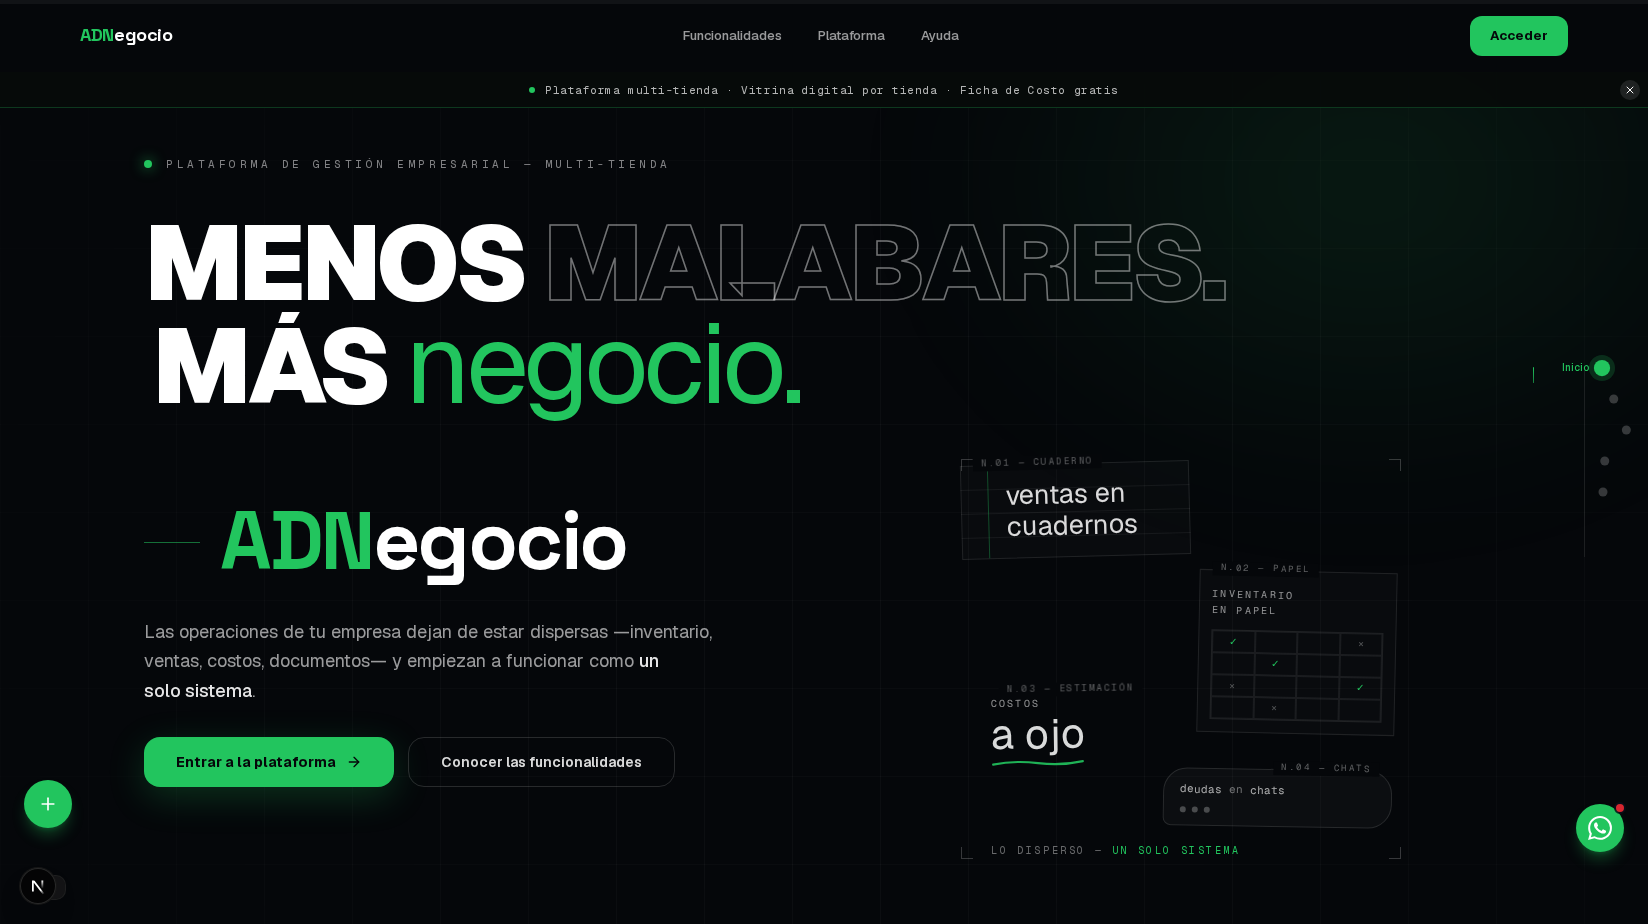 ADNegocio
Funcionalidades
Plataforma
Ayuda
Acceder
Plataforma multi-tienda · Vitrina digital por tienda · Ficha de Costo gratis
PLATAFORMA DE GESTIÓN EMPRESARIAL — MULTI-TIENDA
MENOS MALABARES.
MÁS negocio.
Inicio
ADNegocio
Las operaciones de tu empresa dejan de estar dispersas —inventario,
ventas, costos, documentos— y empiezan a funcionar como un
solo sistema.
Entrar a la plataforma →
Conocer las funcionalidades
N.01 — CUADERNO
ventas en
cuadernos
N.02 — PAPEL
INVENTARIO
EN PAPEL
N.03 — ESTIMACIÓN
COSTOS
a ojo
N.04 — CHATS
deudas en chats
LO DISPERSO — UN SOLO SISTEMA
N